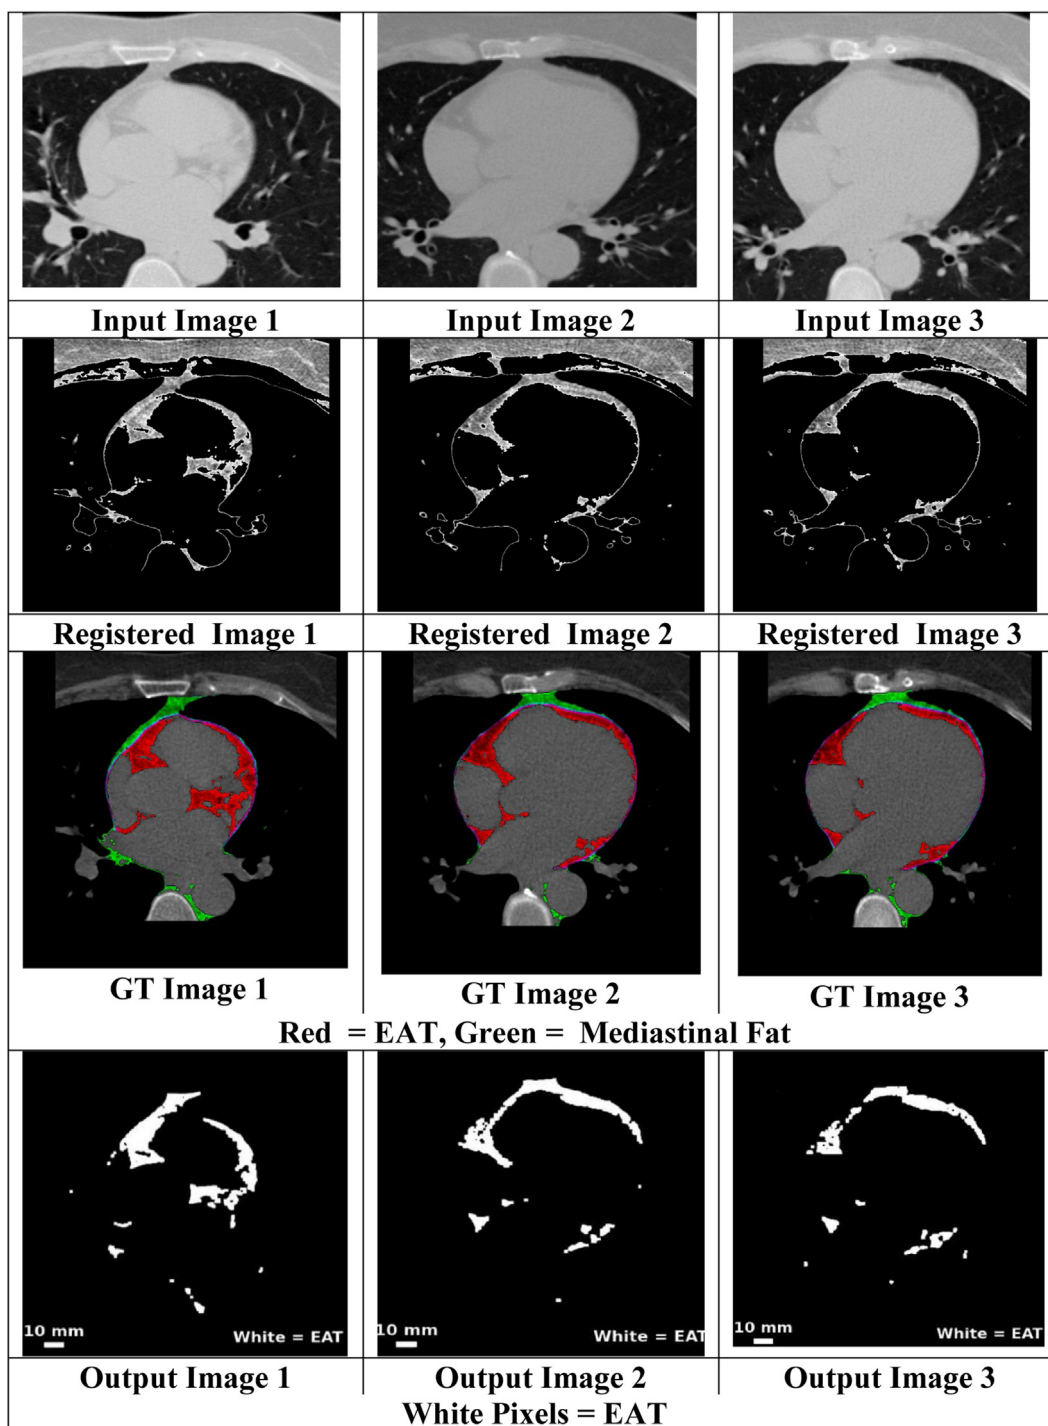 Input Image 1
Input Image 2
Input Image 3
Registered Image 1
Registered Image 2
Registered Image 3
GT Image 1
GT Image 2
GT Image 3
Red = EAT, Green = Mediastinal Fat
10 mm
White = EAT
10 mm
White = EAT
10 mm
White = EAT
Output Image 1
Output Image 2
Output Image 3
White Pixels = EAT